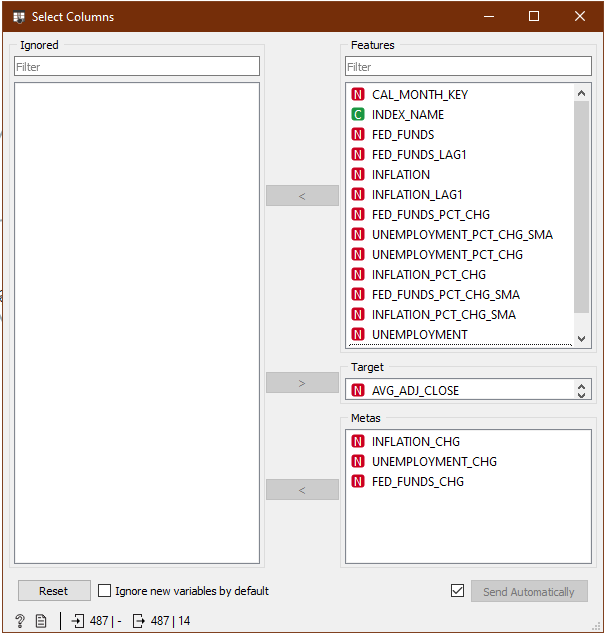 Select Columns
Ignored
Filter
Features
Filter
N CAL_MONTH_KEY
C INDEX_NAME
N FED_FUNDS
N FED_FUNDS_LAG1
N INFLATION
N INFLATION_LAG1
N FED_FUNDS_PCT_CHG
N UNEMPLOYMENT_PCT_CHG_SMA
N UNEMPLOYMENT_PCT_CHG
N INFLATION_PCT_CHG
N FED_FUNDS_PCT_CHG_SMA
N INFLATION_PCT_CHG_SMA
N UNEMPLOYMENT
<
>
Target
N AVG_ADJ_CLOSE
Metas
N INFLATION_CHG
N UNEMPLOYMENT_CHG
N FED_FUNDS_CHG
<
Reset
Ignore new variables by default
Send Automatically
? 487 | - 487 | 14